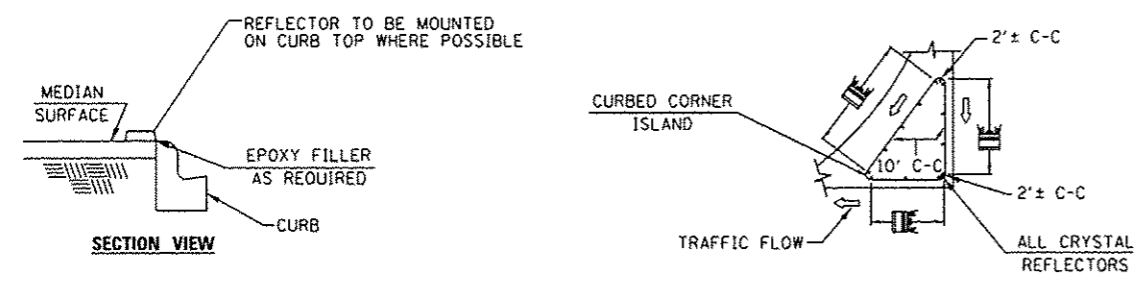 REFLECTOR TO BE MOUNTED
ON CURB TOP WHERE POSSIBLE
MEDIAN
SURFACE
EPOXY FILLER
AS REQUIRED
CURB
SECTION VIEW
2'± C-C
CURBED CORNER
ISLAND
10' C-C
2'± C-C
TRAFFIC FLOW
ALL CRYSTAL
REFLECTORS